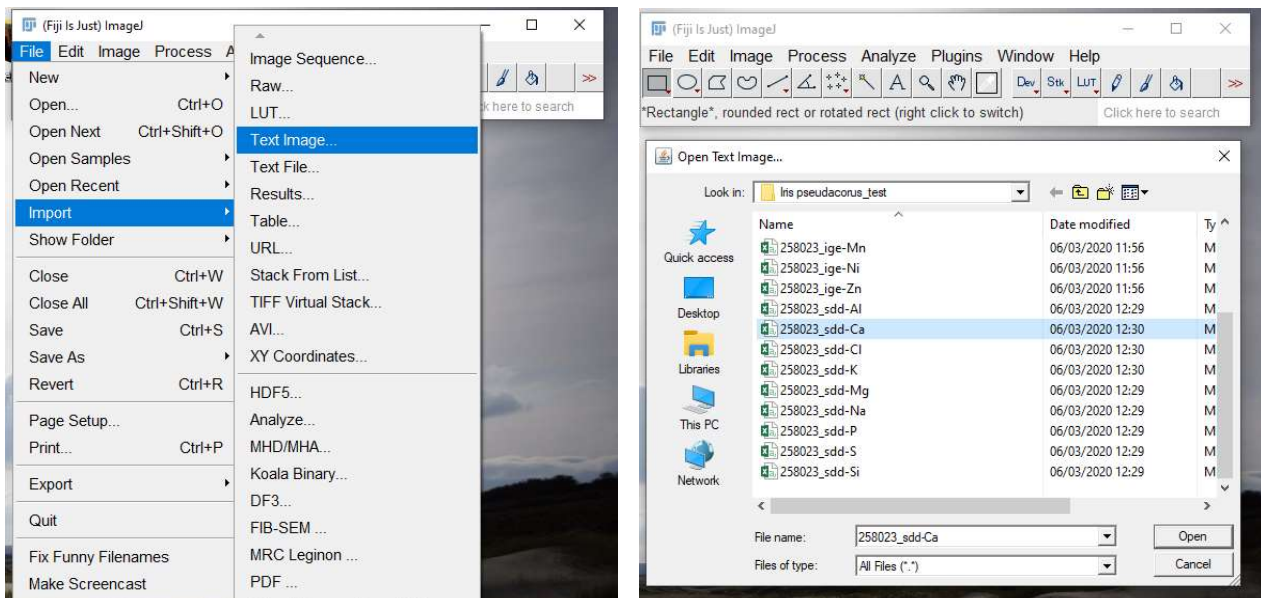 (Fiji Is Just) ImageJ
File Edit Image Process A
New
Open... Ctrl+O
Open Next Ctrl+Shift+O
Open Samples
Open Recent
Import
Show Folder
Close Ctrl+W
Close All Ctrl+Shift+W
Save Ctrl+S
Save As
Revert Ctrl+R
Page Setup...
Print... Ctrl+P
Export
Quit
Fix Funny Filenames
Make Screencast
Image Sequence...
Raw...
LUT...
Text Image...
Text File...
Results...
Table...
URL...
Stack From List...
TIFF Virtual Stack...
AVI...
XY Coordinates...
HDF5...
Analyze...
MHD/MHA...
Koala Binary...
DF3...
FIB-SEM ...
MRC Leginon ...
PDF ...
>>
k here to search
(Fiji Is Just) ImageJ
File Edit Image Process Analyze Plugins Window Help
A Dev Stk LUT >>
*Rectangle*, rounded rect or rotated rect (right click to switch) Click here to search
Open Text Image...
Look in: Iris pseudacorus_test
Quick access
Desktop
Libraries
This PC
Network
Name Date modified Ty
258023_ige-Mn 06/03/2020 11:56 M
258023_ige-Ni 06/03/2020 11:56 M
258023_ige-Zn 06/03/2020 11:56 M
258023_sdd-Al 06/03/2020 12:29 M
258023_sdd-Ca 06/03/2020 12:30 M
258023_sdd-Cl 06/03/2020 12:30 M
258023_sdd-K 06/03/2020 12:30 M
258023_sdd-Mg 06/03/2020 12:29 M
258023_sdd-Na 06/03/2020 12:29 M
258023_sdd-P 06/03/2020 12:29 M
258023_sdd-S 06/03/2020 12:29 M
258023_sdd-Si 06/03/2020 12:29 M
File name: 258023_sdd-Ca Open
Files of type: All Files (*.*) Cancel